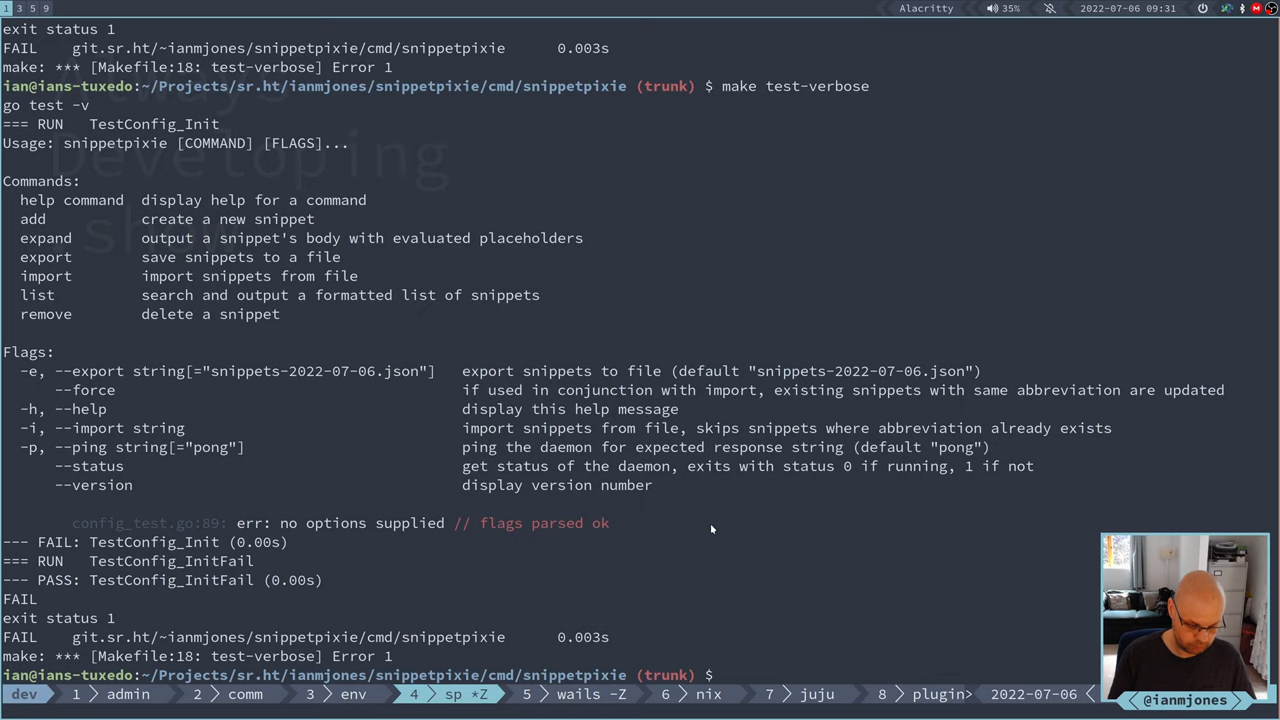 1 3 5 9 Alacritty 35% 2022-07-06 09:31
exit status 1
FAIL git.sr.ht/~ianmjones/snippetpixie/cmd/snippetpixie 0.003s
make: *** [Makefile:18: test-verbose] Error 1
ian@ians-tuxedo:~/Projects/sr.ht/ianmjones/snippetpixie/cmd/snippetpixie (trunk) $ make test-verbose
go test -v
=== RUN TestConfig_Init
Usage: snippetpixie [COMMAND] [FLAGS]...
Always
Developing
show
Commands:
help command display help for a command
add create a new snippet
expand output a snippet's body with evaluated placeholders
export save snippets to a file
import import snippets from file
list search and output a formatted list of snippets
remove delete a snippet
Flags:
-e, --export string[="snippets-2022-07-06.json"] export snippets to file (default "snippets-2022-07-06.json")
--force if used in conjunction with import, existing snippets with same abbreviation are updated
-h, --help display this help message
-i, --import string import snippets from file, skips snippets where abbreviation already exists
-p, --ping string[="pong"] ping the daemon for expected response string (default "pong")
--status get status of the daemon, exits with status 0 if running, 1 if not
--version display version number
config_test.go:89: err: no options supplied // flags parsed ok
--- FAIL: TestConfig_Init (0.00s)
=== RUN TestConfig_InitFail
--- PASS: TestConfig_InitFail (0.00s)
FAIL
exit status 1
FAIL git.sr.ht/~ianmjones/snippetpixie/cmd/snippetpixie 0.003s
make: *** [Makefile:18: test-verbose] Error 1
ian@ians-tuxedo:~/Projects/sr.ht/ianmjones/snippetpixie/cmd/snippetpixie (trunk) $
dev 1 > admin 2 > comm 3 > env 4 > sp *Z 5 > wails -Z 6 > nix 7 > juju 8 > plugin> 2022-07-06 <
@ianmjones